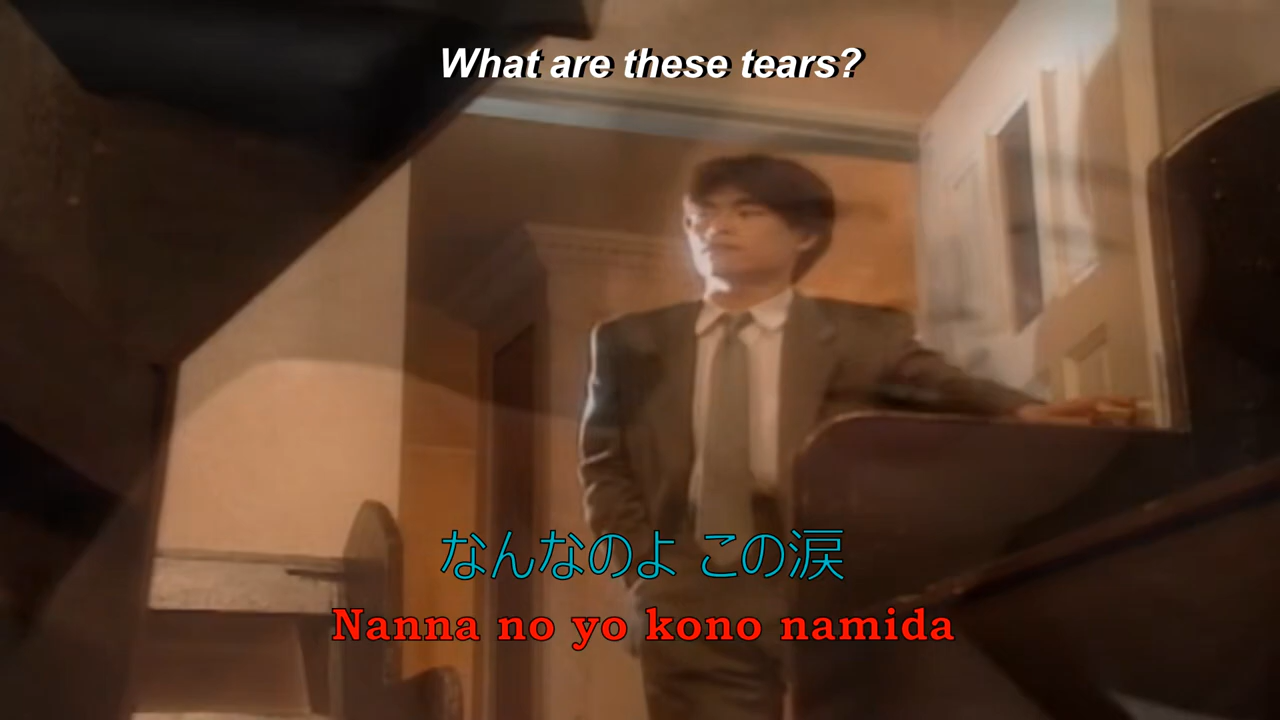 What are these tears?
なんなのよ この涙
Nanna no yo kono namida